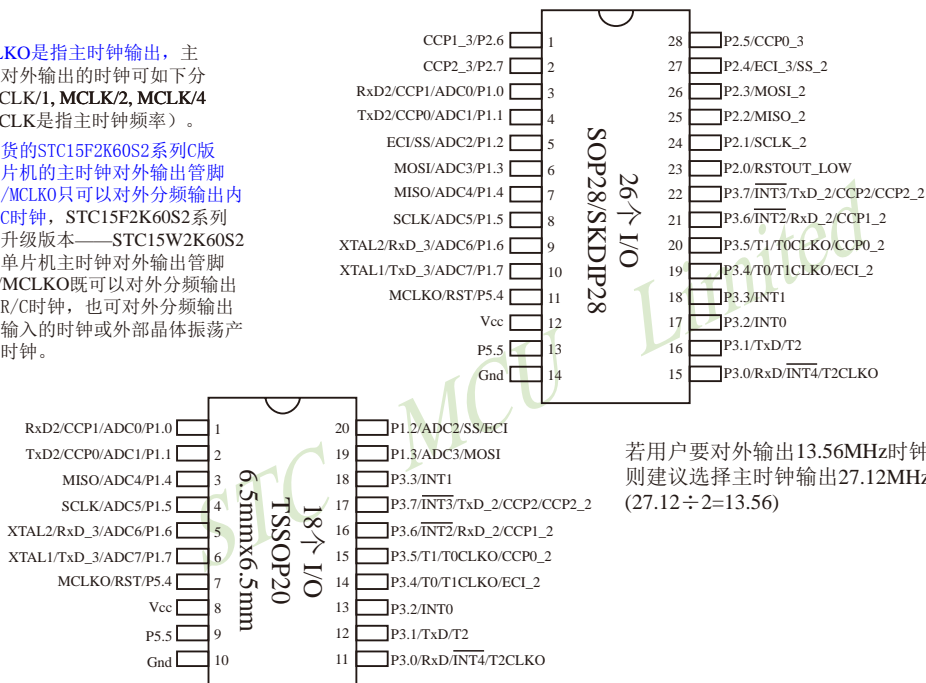 LKO是指主时钟输出，主
对外输出的时钟可如下分
CLK/1, MCLK/2, MCLK/4
CLK是指主时钟频率）。
货的STC15F2K60S2系列C版
片机的主时钟对外输出管脚
/MCLKO只可以对外分频输出内
C时钟，STC15F2K60S2系列
升级版本——STC15W2K60S2
单片机主时钟对外输出管脚
/MCLKO既可以对外分频输出
R/C时钟，也可对外分频输出
输入的时钟或外部晶体振荡产
时钟。
CCP1_3/P2.6 1 28 P2.5/CCP0_3
CCP2_3/P2.7 2 27 P2.4/ECI_3/SS_2
RxD2/CCP1/ADC0/P1.0 3 26 P2.3/MOSI_2
TxD2/CCP0/ADC1/P1.1 4 25 P2.2/MISO_2
ECI/SS/ADC2/P1.2 5 24 P2.1/SCLK_2
MOSI/ADC3/P1.3 6 23 P2.0/RSTOUT_LOW
MISO/ADC4/P1.4 7 22 P3.7/INT3/TxD_2/CCP2/CCP2_2
SCLK/ADC5/P1.5 8 21 P3.6/INT2/RxD_2/CCP1_2
XTAL2/RxD_3/ADC6/P1.6 9 20 P3.5/T1/T0CLKO/CCP0_2
XTAL1/TxD_3/ADC7/P1.7 10 19 P3.4/T0/T1CLKO/ECI_2
MCLKO/RST/P5.4 11 18 P3.3/INT1
Vcc 12 17 P3.2/INT0
P5.5 13 16 P3.1/TxD/T2
Gnd 14 15 P3.0/RxD/INT4/T2CLKO
26个 I/O
SOP28/SKDIP28
RxD2/CCP1/ADC0/P1.0 1 20 P1.2/ADC2/SS/ECI
TxD2/CCP0/ADC1/P1.1 2 19 P1.3/ADC3/MOSI
MISO/ADC4/P1.4 3 18 P3.3/INT1
SCLK/ADC5/P1.5 4 17 P3.7/INT3/TxD_2/CCP2/CCP2_2
XTAL2/RxD_3/ADC6/P1.6 5 16 P3.6/INT2/RxD_2/CCP1_2
XTAL1/TxD_3/ADC7/P1.7 6 15 P3.5/T1/T0CLKO/CCP0_2
MCLKO/RST/P5.4 7 14 P3.4/T0/T1CLKO/ECI_2
Vcc 8 13 P3.2/INT0
P5.5 9 12 P3.1/TxD/T2
Gnd 10 11 P3.0/RxD/INT4/T2CLKO
18个 I/O
TSSOP20
6.5mmx6.5mm
若用户要对外输出13.56MHz时钟
则建议选择主时钟输出27.12MHz
(27.12÷2=13.56)
STC MCU Limited